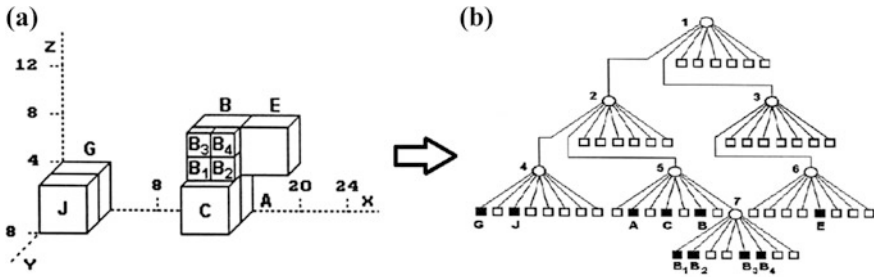 (a)
Z
12
8
4
8
Y
G
J
8
B E
B3 B4
B1 B2
C
A
20 24
X
(b)
1
2 3
4 5 6
7
G J A C B E
B1 B2 B3 B4